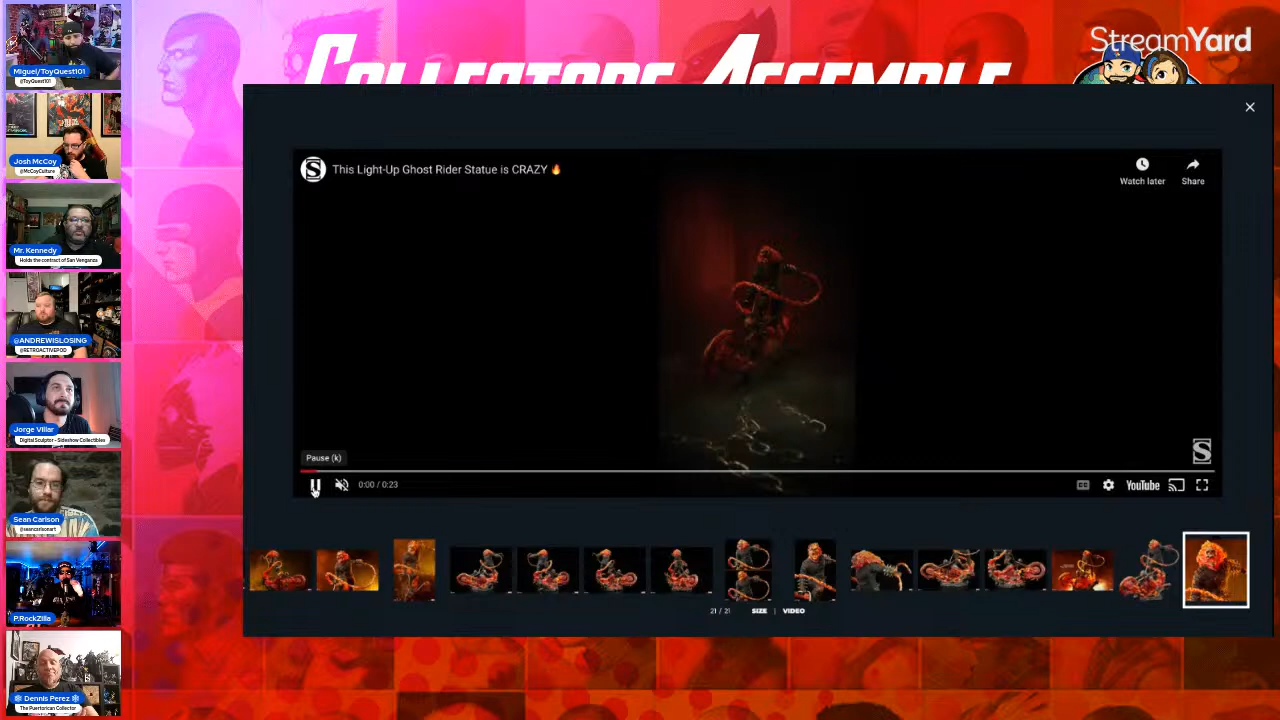 COLLECTORS ASSEMBLE
StreamYard
Miguel/ToyQuest101
@ToyQuest101
Josh McCoy
@McCoyCulture
Mr. Kennedy
Holds the contract of San Venganza
@ANDREWISLOSING
@RETROACTIVEPOD
Jorge Villar
Digital Sculptor - Sideshow Collectibles
Sean Carlson
@seancarlsonart
P.RockZilla
❄ Dennis Perez ❄
The Puertorican Collector
S This Light-Up Ghost Rider Statue is CRAZY 🔥
Watch later
Share
S
Pause (k)
0:00 / 0:23
CC
YouTube
21 / 21 SIZE | VIDEO